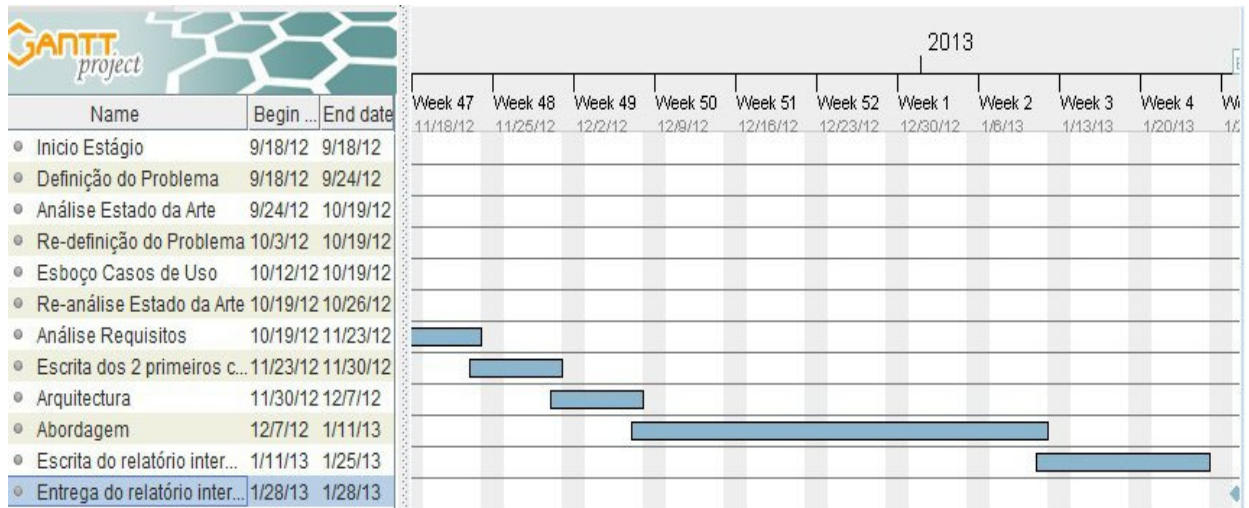 GANTT
project
2013
Name Begin ... End date
Week 47 Week 48 Week 49 Week 50 Week 51 Week 52 Week 1 Week 2 Week 3 Week 4
11/18/12 11/25/12 12/2/12 12/9/12 12/16/12 12/23/12 12/30/12 1/6/13 1/13/13 1/20/13
Inicio Estágio 9/18/12 9/18/12
Definição do Problema 9/18/12 9/24/12
Análise Estado da Arte 9/24/12 10/19/12
Re-definição do Problema 10/3/12 10/19/12
Esboço Casos de Uso 10/12/12 10/19/12
Re-análise Estado da Arte 10/19/12 10/26/12
Análise Requisitos 10/19/12 11/23/12
Escrita dos 2 primeiros c... 11/23/12 11/30/12
Arquitectura 11/30/12 12/7/12
Abordagem 12/7/12 1/11/13
Escrita do relatório inter... 1/11/13 1/25/13
Entrega do relatório inter... 1/28/13 1/28/13